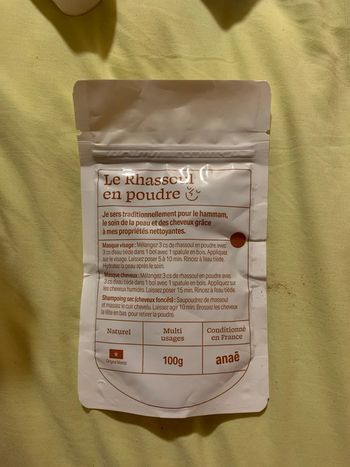 Le Rhassoul
en poudre
Je sers traditionnellement pour le hammam,
le soin de la peau et des cheveux grâce
à mes propriétés nettoyantes.
Masque visage : Mélangez 3 cs de rhassoul en poudre avec
3 cs d'eau tiède dans 1 bol avec 1 spatule en bois. Appliquez
sur le visage. Laissez poser 5 à 10 min. Rincez à l'eau tiède.
Hydratez la peau après le soin.
Masque cheveux : Mélangez 3 cs de rhassoul en poudre avec
3 cs d'eau tiède dans 1 bol avec 1 spatule en bois. Appliquez sur
les cheveux humides. Laissez poser 15 min. Rincez à l'eau tiède.
Shampoing sec (cheveux foncés) : Saupoudrez de rhassoul
et massez le cuir chevelu. Laissez agir 10 min. Brossez les cheveux
la tête en bas pour retirer la poudre.
Naturel
Multi
usages
Conditionné
en France
Origine Maroc
100g
anaé